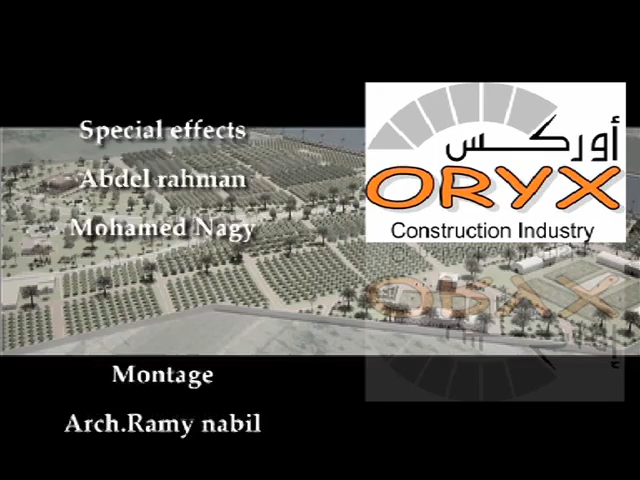 Special effects
Abdel rahman
Mohamed Nagy
Montage
Arch.Ramy nabil
أوركس
ORYX
Construction Industry